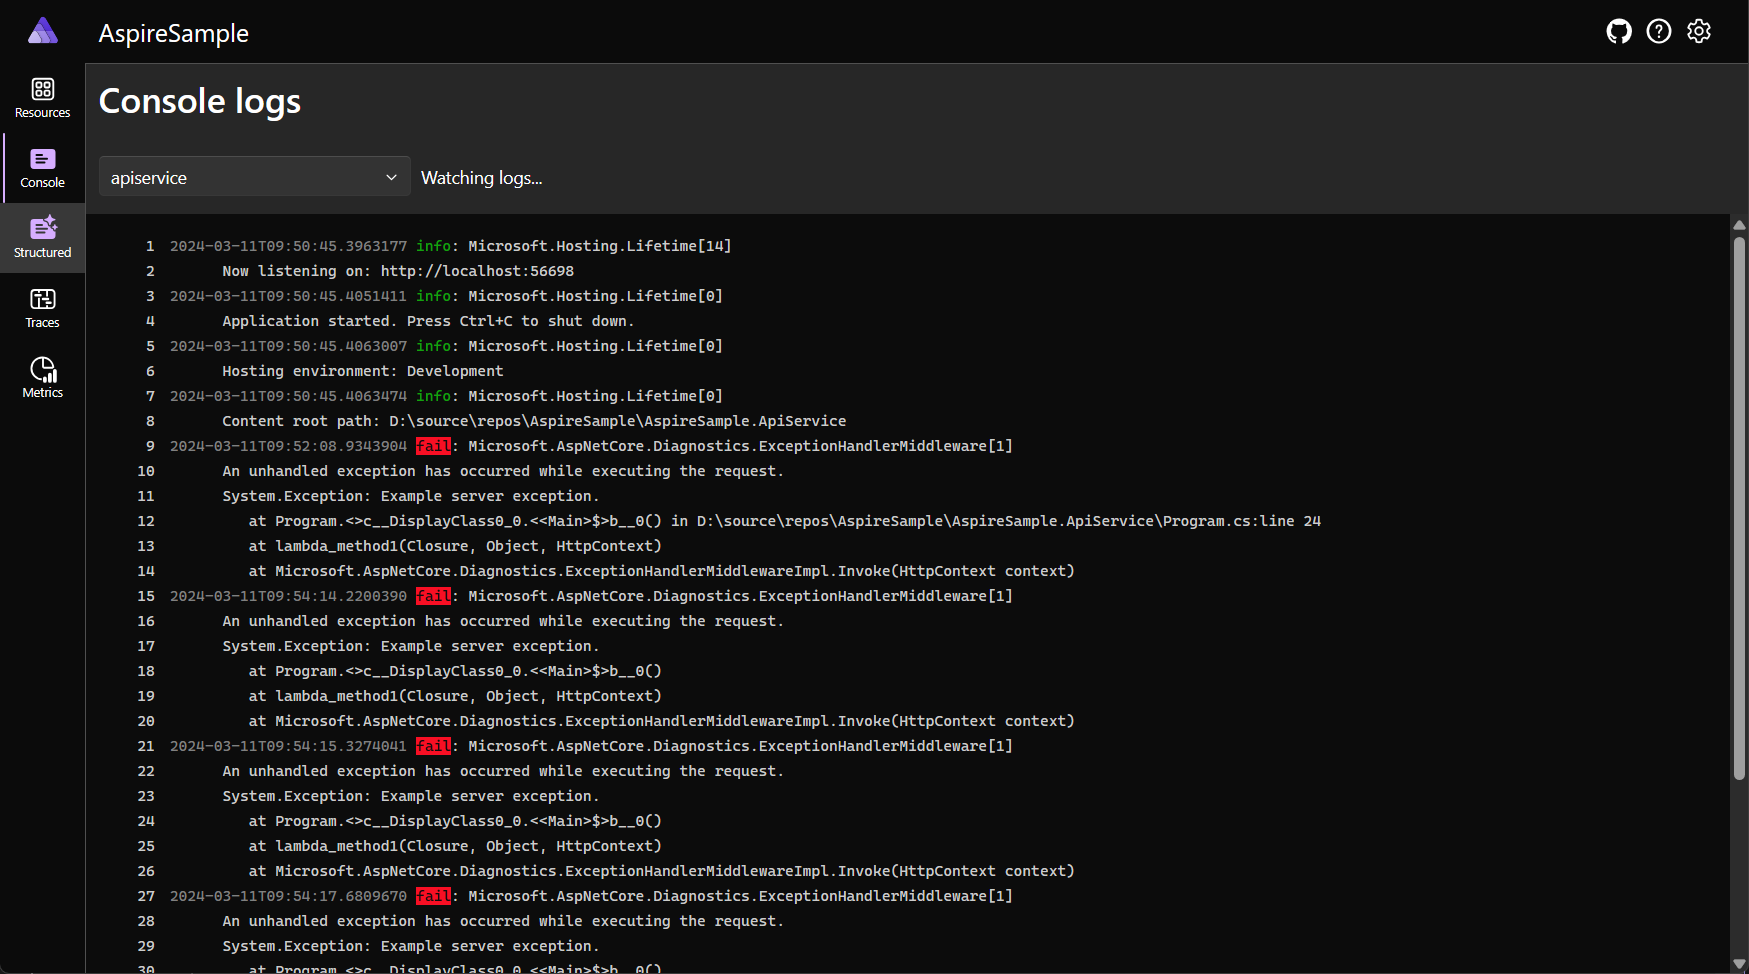 AspireSample
Resources
Console
Structured
Traces
Metrics
Console logs
apiservice
Watching logs...
1 2024-03-11T09:50:45.3963177 info: Microsoft.Hosting.Lifetime[14]
2 Now listening on: http://localhost:56698
3 2024-03-11T09:50:45.4051411 info: Microsoft.Hosting.Lifetime[0]
4 Application started. Press Ctrl+C to shut down.
5 2024-03-11T09:50:45.4063007 info: Microsoft.Hosting.Lifetime[0]
6 Hosting environment: Development
7 2024-03-11T09:50:45.4063474 info: Microsoft.Hosting.Lifetime[0]
8 Content root path: D:\source\repos\AspireSample\AspireSample.ApiService
9 2024-03-11T09:52:08.9343904 fail: Microsoft.AspNetCore.Diagnostics.ExceptionHandlerMiddleware[1]
10 An unhandled exception has occurred while executing the request.
11 System.Exception: Example server exception.
12 at Program.<>c__DisplayClass0_0.<<Main>$>b__0() in D:\source\repos\AspireSample\AspireSample.ApiService\Program.cs:line 24
13 at lambda_method1(Closure, Object, HttpContext)
14 at Microsoft.AspNetCore.Diagnostics.ExceptionHandlerMiddlewareImpl.Invoke(HttpContext context)
15 2024-03-11T09:54:14.2200390 fail: Microsoft.AspNetCore.Diagnostics.ExceptionHandlerMiddleware[1]
16 An unhandled exception has occurred while executing the request.
17 System.Exception: Example server exception.
18 at Program.<>c__DisplayClass0_0.<<Main>$>b__0()
19 at lambda_method1(Closure, Object, HttpContext)
20 at Microsoft.AspNetCore.Diagnostics.ExceptionHandlerMiddlewareImpl.Invoke(HttpContext context)
21 2024-03-11T09:54:15.3274041 fail: Microsoft.AspNetCore.Diagnostics.ExceptionHandlerMiddleware[1]
22 An unhandled exception has occurred while executing the request.
23 System.Exception: Example server exception.
24 at Program.<>c__DisplayClass0_0.<<Main>$>b__0()
25 at lambda_method1(Closure, Object, HttpContext)
26 at Microsoft.AspNetCore.Diagnostics.ExceptionHandlerMiddlewareImpl.Invoke(HttpContext context)
27 2024-03-11T09:54:17.6809670 fail: Microsoft.AspNetCore.Diagnostics.ExceptionHandlerMiddleware[1]
28 An unhandled exception has occurred while executing the request.
29 System.Exception: Example server exception.
30 at Program.<>c__DisplayClass0_0.<<Main>$>b__0()